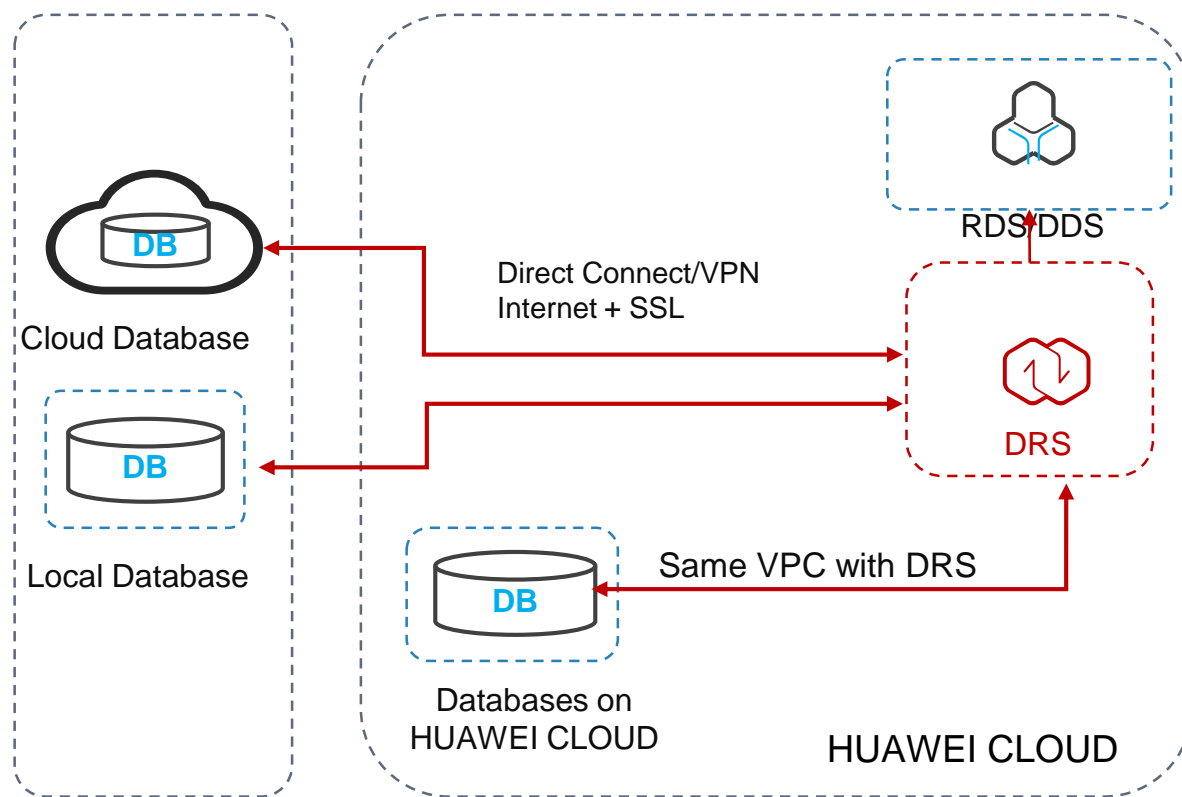 RDS/DDS
DB
Direct Connect/VPN
Internet + SSL
Cloud Database
DRS
DB
Local Database
Same VPC with DRS
DB
Databases on
HUAWEI CLOUD
HUAWEI CLOUD